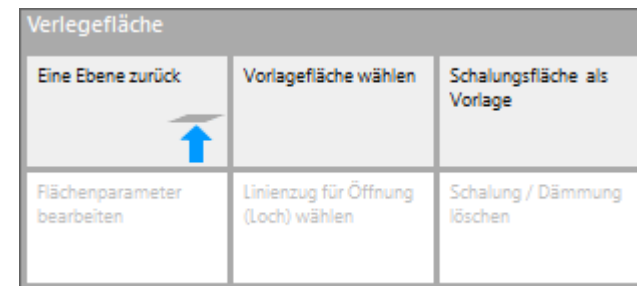 Verlegefläche
Eine Ebene zurück
Vorlagefläche wählen
Schalungsfläche als
Vorlage
Flächenparameter
bearbeiten
Linienzug für Öffnung
(Loch) wählen
Schalung / Dämmung
löschen